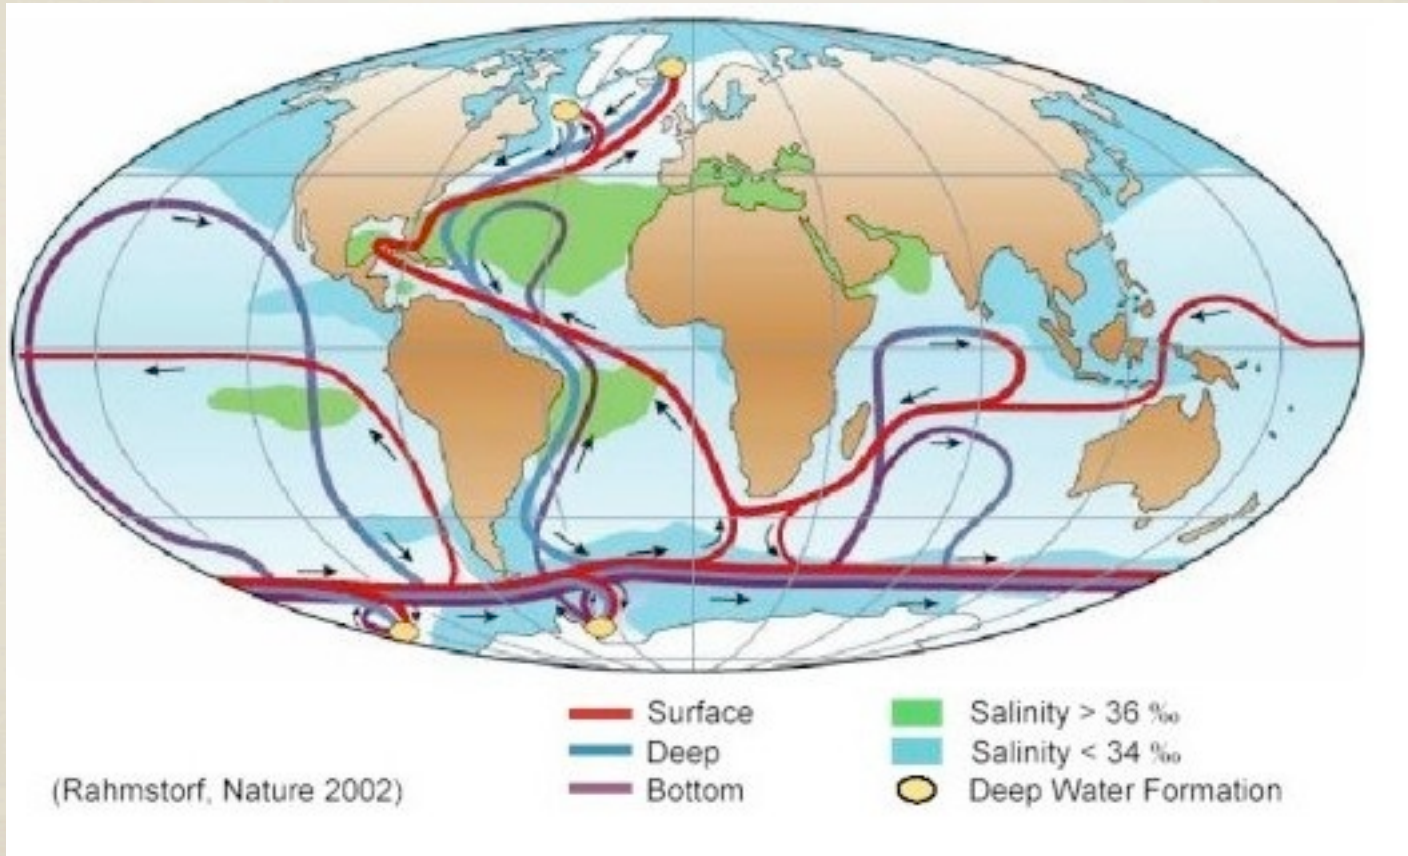 Surface
Deep
Bottom
Salinity > 36 ‰
Salinity < 34 ‰
Deep Water Formation
(Rahmstorf, Nature 2002)